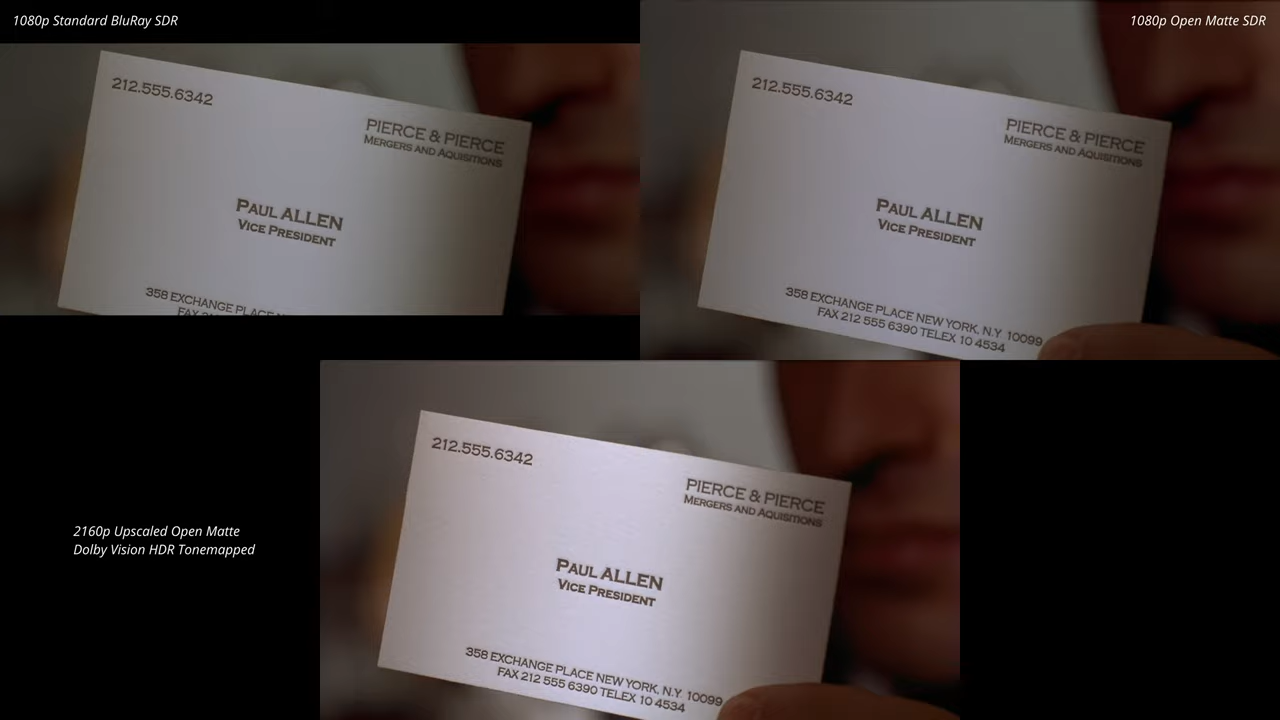 1080p Standard BluRay SDR
212.555.6342
PIERCE & PIERCE
MERGERS AND AQUISITIONS
PAUL ALLEN
VICE PRESIDENT
358 EXCHANGE PLACE N
FAX 212
1080p Open Matte SDR
212.555.6342
PIERCE & PIERCE
MERGERS AND AQUISITIONS
PAUL ALLEN
VICE PRESIDENT
358 EXCHANGE PLACE NEW YORK, N.Y. 10099
FAX 212 555 6390 TELEX 10 4534
2160p Upscaled Open Matte
Dolby Vision HDR Tonemapped
212.555.6342
PIERCE & PIERCE
MERGERS AND AQUISITIONS
PAUL ALLEN
VICE PRESIDENT
358 EXCHANGE PLACE NEW YORK, N.Y. 10099
FAX 212 555 6390 TELEX 10 4534